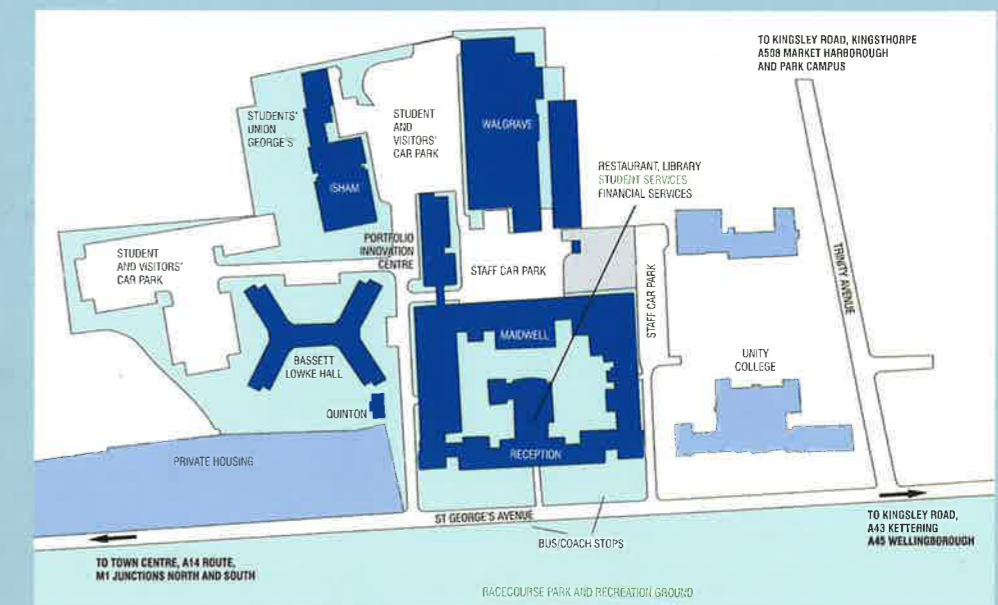 TO KINGSLEY ROAD, KINGSTHORPE
A508 MARKET HARBOROUGH
AND PARK CAMPUS
STUDENTS'
UNION
GEORGE'S
STUDENT
AND
VISITORS'
CAR PARK
WALGRAVE
ISHAM
RESTAURANT, LIBRARY
STUDENT SERVICES
FINANCIAL SERVICES
PORTFOLIO
INNOVATION
CENTRE
STUDENT
AND VISITORS'
CAR PARK
STAFF CAR PARK
STAFF CAR PARK
TRINITY AVENUE
MAIDWELL
BASSETT
LOWKE HALL
UNITY
COLLEGE
QUINTON
PRIVATE HOUSING
RECEPTION
ST GEORGE'S AVENUE
BUS/COACH STOPS
TO KINGSLEY ROAD,
A43 KETTERING
A45 WELLINGBOROUGH
TO TOWN CENTRE, A14 ROUTE,
M1 JUNCTIONS NORTH AND SOUTH
RACECOURSE PARK AND RECREATION GROUND